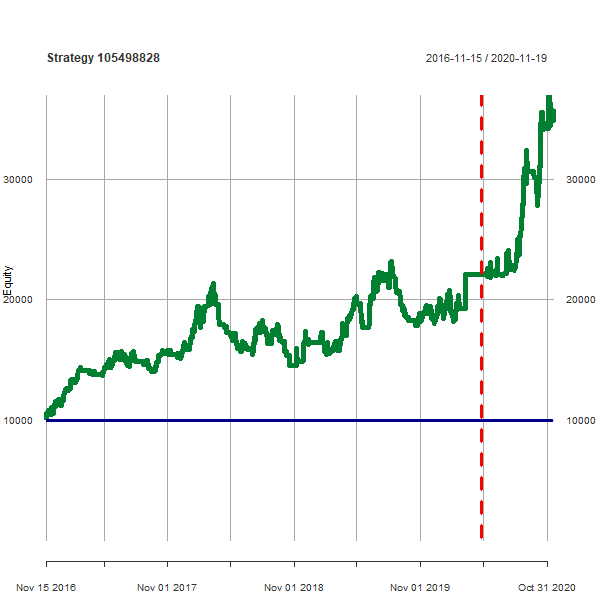 Strategy 105498828
2016-11-15 / 2020-11-19
30000
30000
Equity
20000
20000
10000
10000
Nov 15 2016
Nov 01 2017
Nov 01 2018
Nov 01 2019
Oct 31 2020